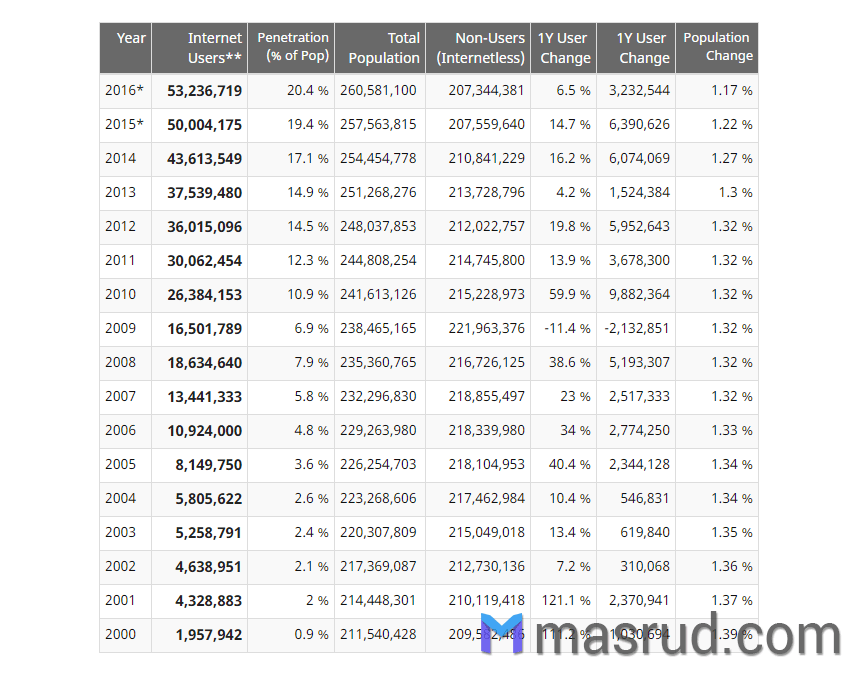 Year Internet Users** Penetration (% of Pop) Total Population Non-Users (Internetless) 1Y User Change 1Y User Change Population Change
2016* 53,236,719 20.4 % 260,581,100 207,344,381 6.5 % 3,232,544 1.17 %
2015* 50,004,175 19.4 % 257,563,815 207,559,640 14.7 % 6,390,626 1.22 %
2014 43,613,549 17.1 % 254,454,778 210,841,229 16.2 % 6,074,069 1.27 %
2013 37,539,480 14.9 % 251,268,276 213,728,796 4.2 % 1,524,384 1.3 %
2012 36,015,096 14.5 % 248,037,853 212,022,757 19.8 % 5,952,643 1.32 %
2011 30,062,454 12.3 % 244,808,254 214,745,800 13.9 % 3,678,300 1.32 %
2010 26,384,153 10.9 % 241,613,126 215,228,973 59.9 % 9,882,364 1.32 %
2009 16,501,789 6.9 % 238,465,165 221,963,376 -11.4 % -2,132,851 1.32 %
2008 18,634,640 7.9 % 235,360,765 216,726,125 38.6 % 5,193,307 1.32 %
2007 13,441,333 5.8 % 232,296,830 218,855,497 23 % 2,517,333 1.32 %
2006 10,924,000 4.8 % 229,263,980 218,339,980 34 % 2,774,250 1.33 %
2005 8,149,750 3.6 % 226,254,703 218,104,953 40.4 % 2,344,128 1.34 %
2004 5,805,622 2.6 % 223,268,606 217,462,984 10.4 % 546,831 1.34 %
2003 5,258,791 2.4 % 220,307,809 215,049,018 13.4 % 619,840 1.35 %
2002 4,638,951 2.1 % 217,369,087 212,730,136 7.2 % 310,068 1.36 %
2001 4,328,883 2 % 214,448,301 210,119,418 121.1 % 2,370,941 1.37 %
2000 1,957,942 0.9 % 211,540,428 209,582,486 111.2 % 1,030,694 1.39 %
masrud.com